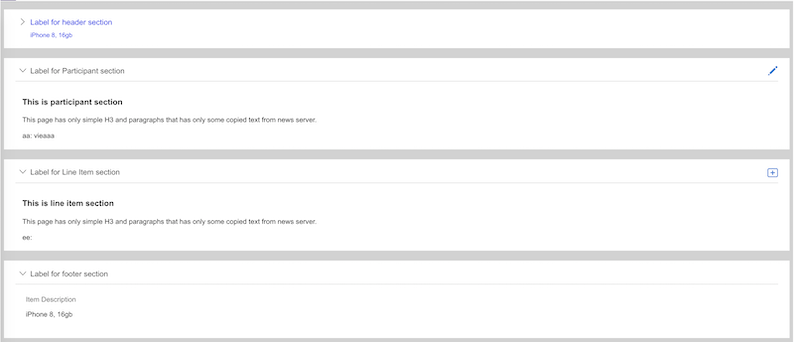 Label for header section
iPhone 8, 16gb
Label for Participant section
This is participant section
This page has only simple H3 and paragraphs that has only some copied text from news server.
aa: vieaaa
Label for Line Item section
This is line item section
This page has only simple H3 and paragraphs that has only some copied text from news server.
ee:
Label for footer section
Item Description
iPhone 8, 16gb